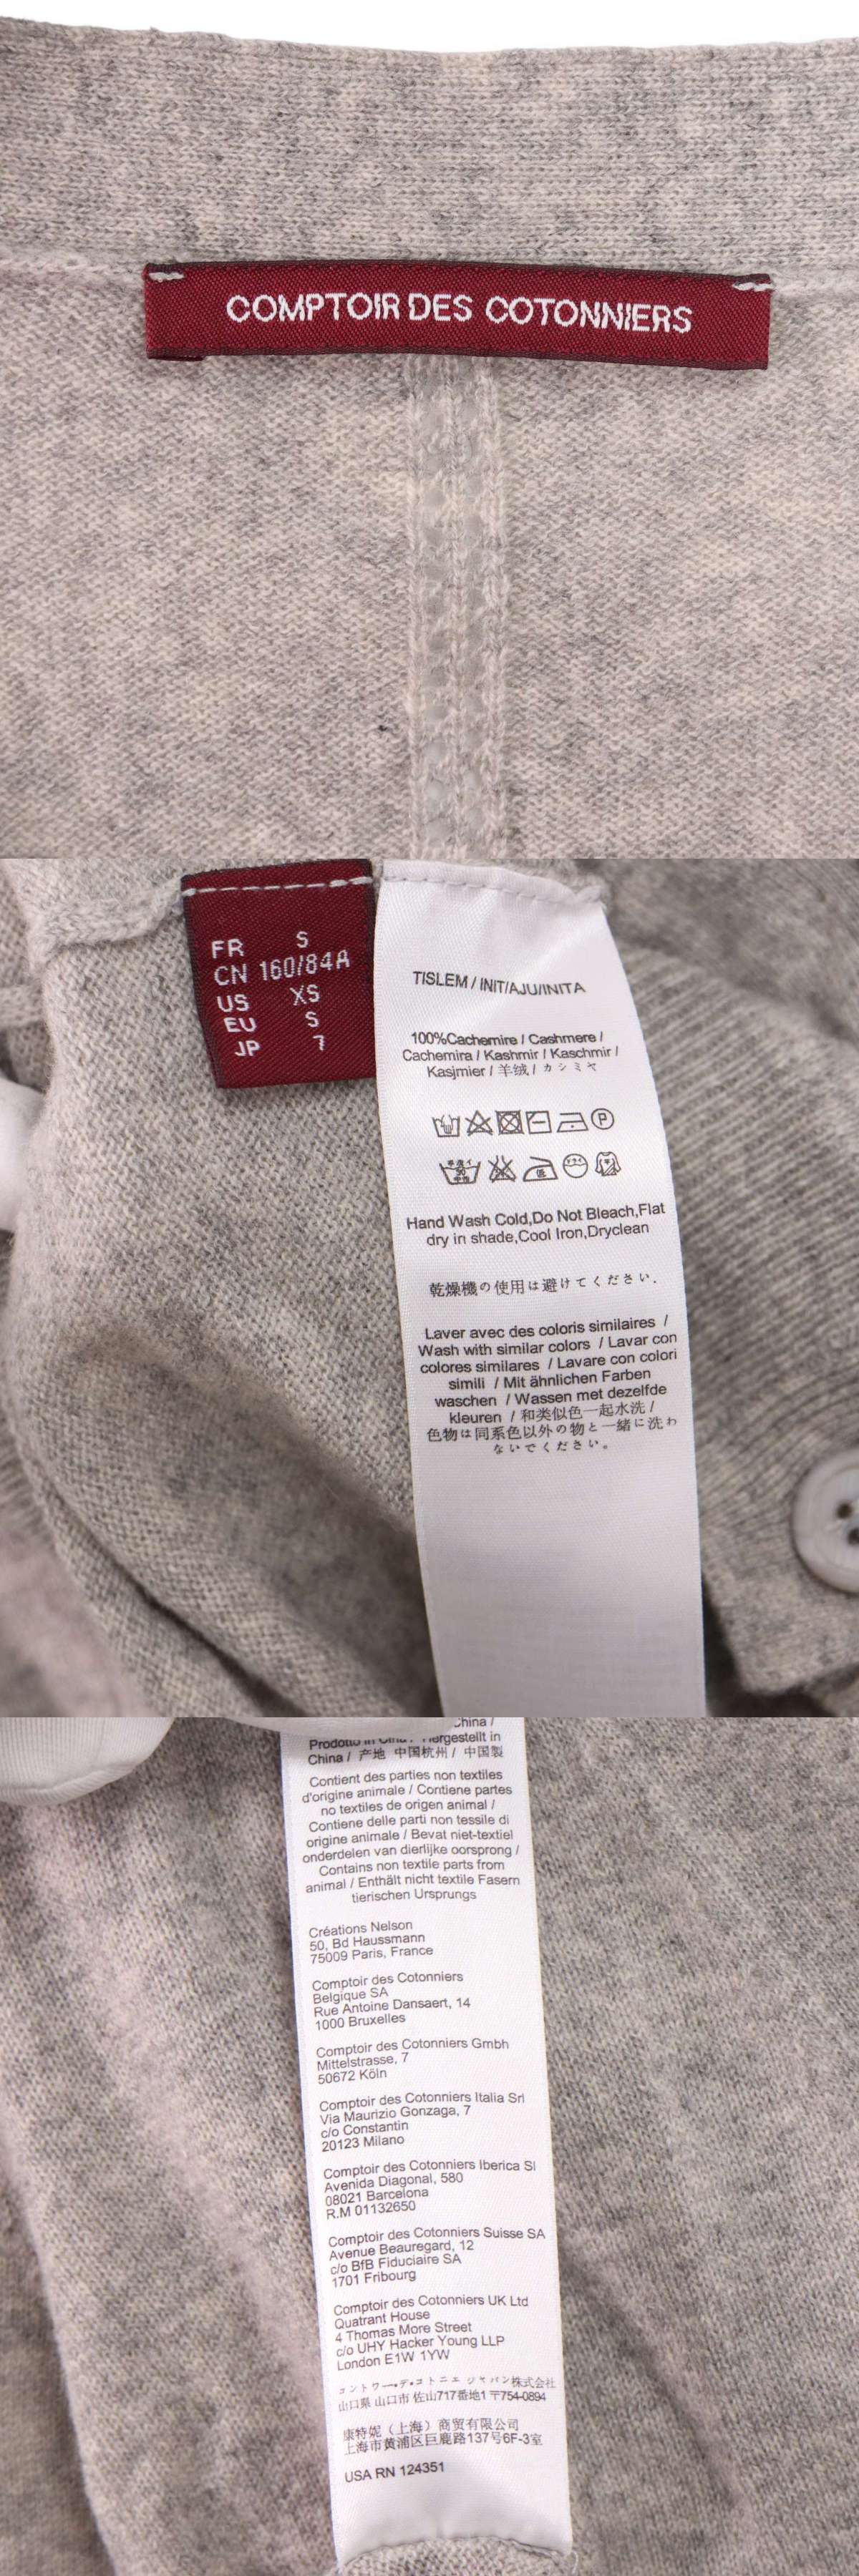 COMPTOIR DES COTONNIERS
FR S
CN 160/84A
US XS
EU S
JP 7
TISLEM / INIT/AJU/INITA
100%Cachemire / Cashmere /
Cachemira / Kashmir / Kaschmir /
Kasjmier / 羊绒 / カシミヤ
P
Hand Wash Cold,Do Not Bleach,Flat
dry in shade,Cool Iron,Dryclean
乾燥機の使用は避けてください.
Laver avec des coloris similaires /
Wash with similar colors / Lavar con
colores similares / Lavare con colori
simili / Mit ähnlichen Farben
waschen / Wassen met dezelfde
kleuren / 和类似色一起水洗 /
色物は同系色以外の物と一緒に洗わ
ないでください。
China /
Prodotto in hergestellt in
China / 产地 中国杭州 / 中国製
Contient des parties non textiles
d'origine animale / Contiene partes
no textiles de origen animal /
Contiene delle parti non tessile di
origine animale / Bevat niet-textiel
onderdelen van dierlijke oorsprong /
Contains non textile parts from
animal / Enthält nicht textile Fasern
tierischen Ursprungs
Créations Nelson
50, Bd Haussmann
75009 Paris, France
Comptoir des Cotonniers
Belgique SA
Rue Antoine Dansaert, 14
1000 Bruxelles
Comptoir des Cotonniers Gmbh
Mittelstrasse, 7
50672 Köln
Comptoir des Cotonniers Italia Srl
Via Maurizio Gonzaga, 7
c/o Constantin
20123 Milano
Comptoir des Cotonniers Iberica Sl
Avenida Diagonal, 580
08021 Barcelona
R.M 01132650
Comptoir des Cotonniers Suisse SA
Avenue Beauregard, 12
c/o BfB Fiduciaire SA
1701 Fribourg
Comptoir des Cotonniers UK Ltd
Quatrant House
4 Thomas More Street
c/o UHY Hacker Young LLP
London E1W 1YW
コントワー・デ・コトニエ ジャパン株式会社
山口県 山口市 佐山717番地1 〒754-0894
康特妮（上海）商贸有限公司
上海市黄浦区巨鹿路137号6F-3室
USA RN 124351